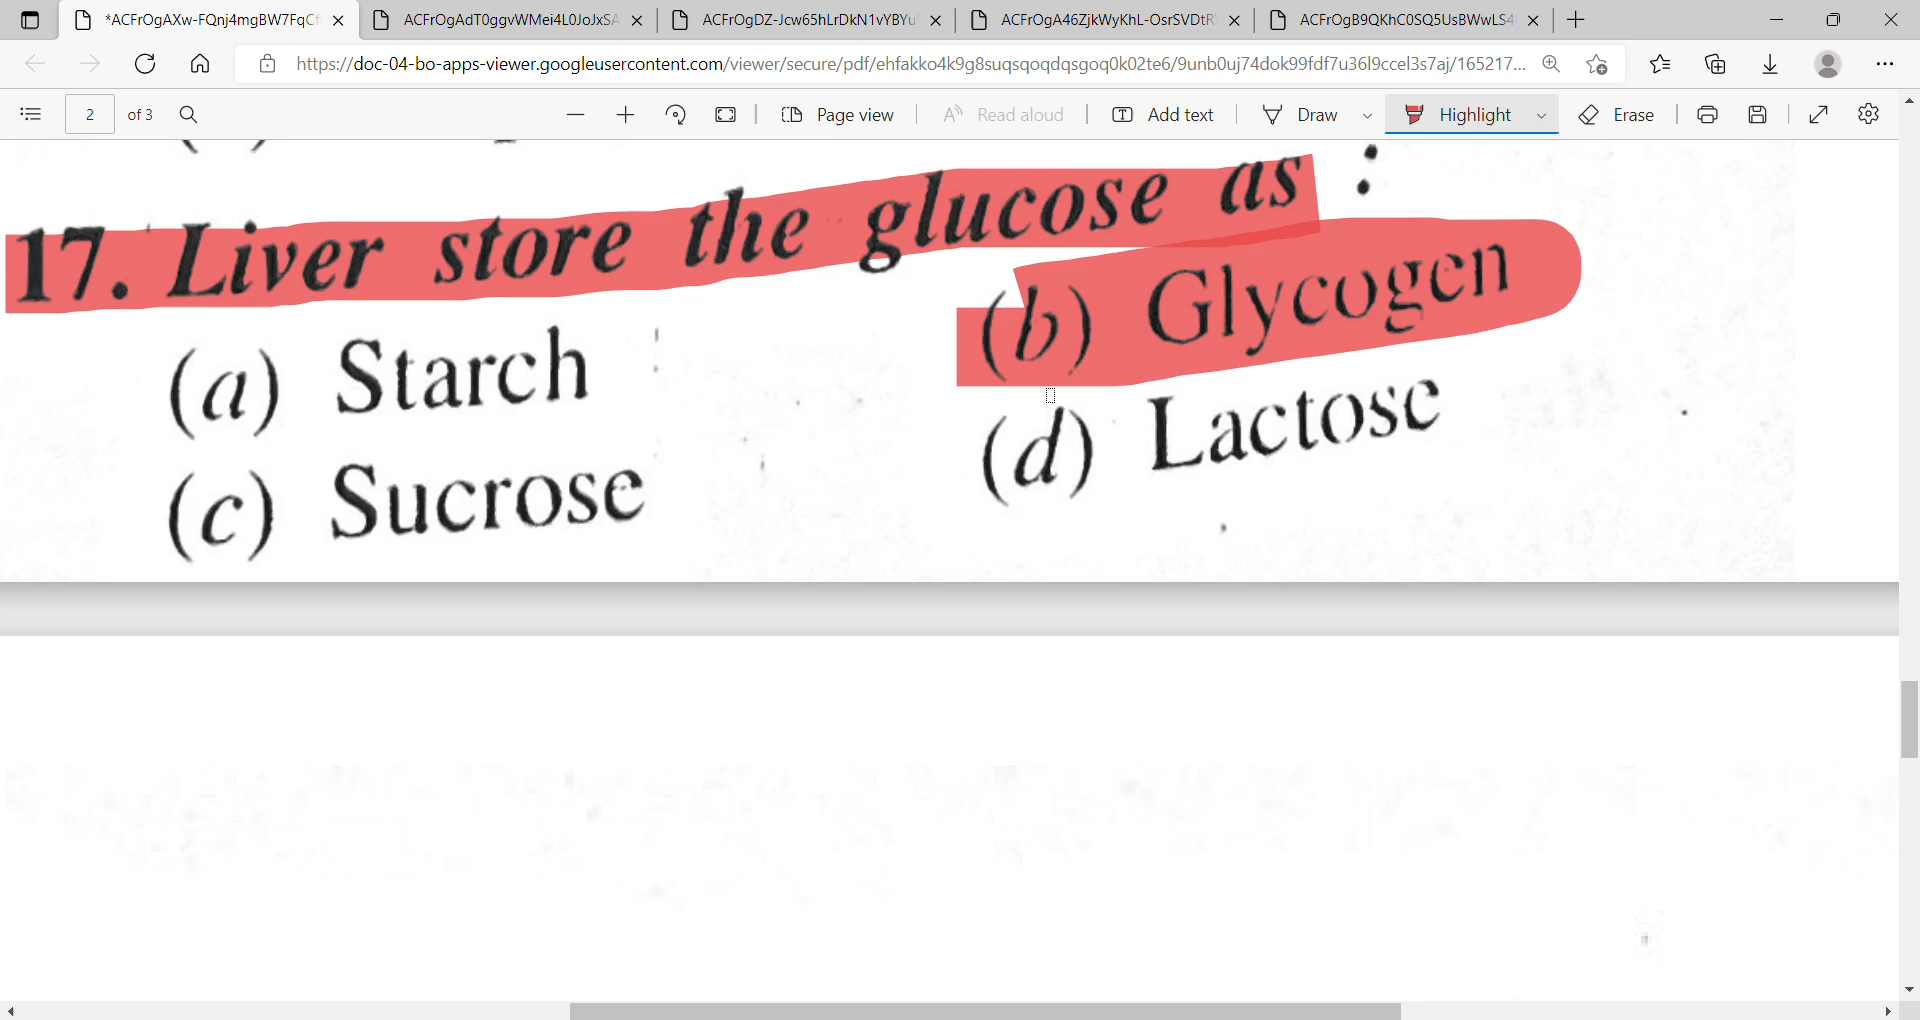 *ACFrOgAXw-FQnj4mgBW7FqCf
ACFrOgAdT0ggvWMei4L0JoJxSA
ACFrOgDZ-Jcw65hLrDkN1vYBYu
ACFrOgA46ZjkWyKhL-OsrSVDtR
ACFrOgB9QKhC0SQ5UsBWwLS4
https://doc-04-bo-apps-viewer.googleusercontent.com/viewer/secure/pdf/ehfakko4k9g8suqsqoqdqsgoq0k02te6/9unb0uj74dok99fdf7u36l9ccel3s7aj/165217...
2 of 3
Page view
Read aloud
Add text
Draw
Highlight
Erase
17. Liver store the glucose as :
(a) Starch
(b) Glycogen
(c) Sucrose
(d) Lactose